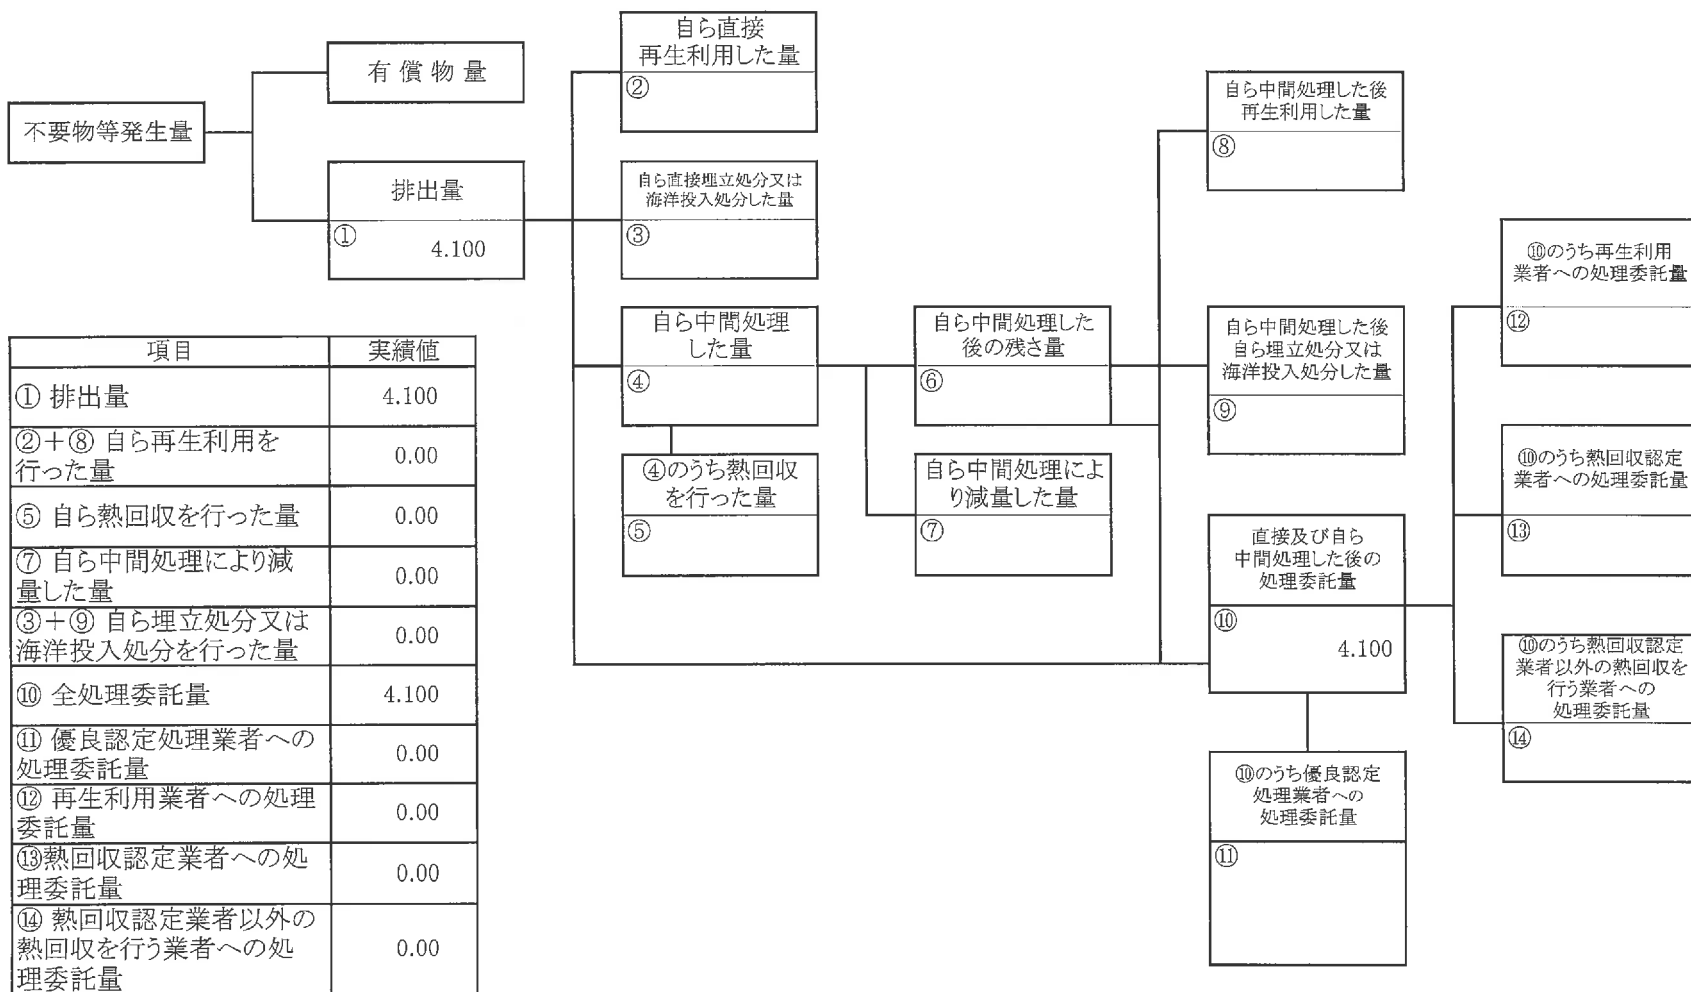 不要物等発生量
有償物量
排出量
①
4.100
自ら直接
再生利用した量
②
自ら直接埋立処分又は
海洋投入処分した量
③
自ら中間処理
した量
④
④のうち熱回収
を行った量
⑤
自ら中間処理した
後の残さ量
⑥
自ら中間処理によ
り減量した量
⑦
自ら中間処理した後
再生利用した量
⑧
自ら中間処理した後
自ら埋立処分又は
海洋投入処分した量
⑨
直接及び自ら
中間処理した後の
処理委託量
⑩
4.100
⑩のうち優良認定
処理業者への
処理委託量
⑪
⑩のうち再生利用
業者への処理委託量
⑫
⑩のうち熱回収認定
業者への処理委託量
⑬
⑩のうち熱回収認定
業者以外の熱回収を
行う業者への
処理委託量
⑭
項目 実績値
① 排出量 4.100
②+⑧ 自ら再生利用を
行った量 0.00
⑤ 自ら熱回収を行った量 0.00
⑦ 自ら中間処理により減
量した量 0.00
③+⑨ 自ら埋立処分又は
海洋投入処分を行った量 0.00
⑩ 全処理委託量 4.100
⑪ 優良認定処理業者への
処理委託量 0.00
⑫ 再生利用業者への処理
委託量 0.00
⑬熱回収認定業者への処
理委託量 0.00
⑭ 熱回収認定業者以外の
熱回収を行う業者への処
理委託量 0.00